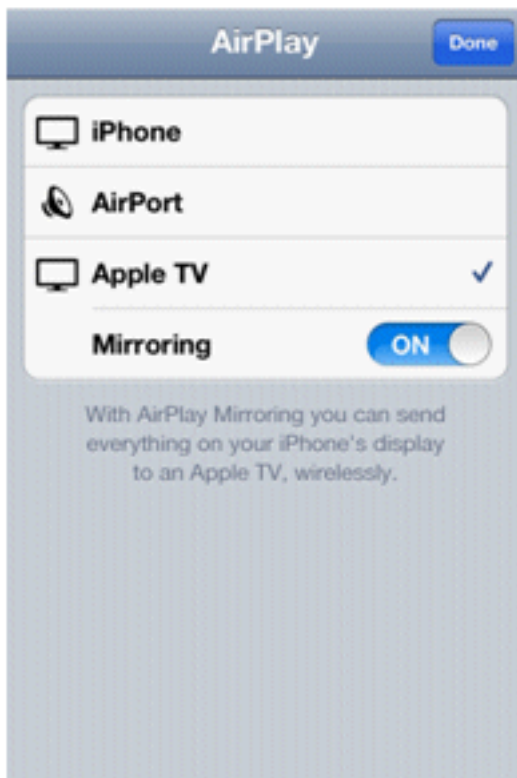 AirPlay
Done
iPhone
AirPort
Apple TV
Mirroring
ON
With AirPlay Mirroring you can send
everything on your iPhone's display
to an Apple TV, wirelessly.